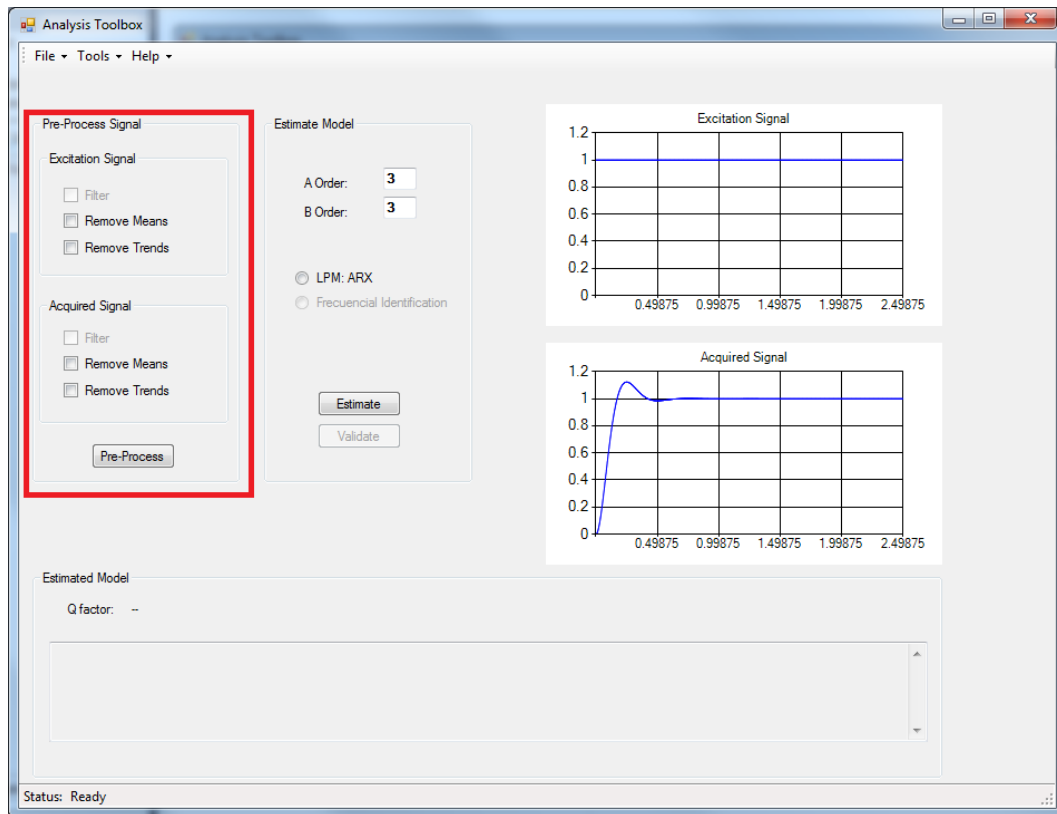 Analysis Toolbox
File Tools Help
Pre-Process Signal
Excitation Signal
Filter
Remove Means
Remove Trends
Acquired Signal
Filter
Remove Means
Remove Trends
Pre-Process
Estimate Model
A Order: 3
B Order: 3
LPM: ARX
Frecuencial Identification
Estimate
Validate
Excitation Signal
1.2
1
0.8
0.6
0.4
0.2
0
0.49875 0.99875 1.49875 1.99875 2.49875
Acquired Signal
1.2
1
0.8
0.6
0.4
0.2
0
0.49875 0.99875 1.49875 1.99875 2.49875
Estimated Model
Q factor: --
Status: Ready